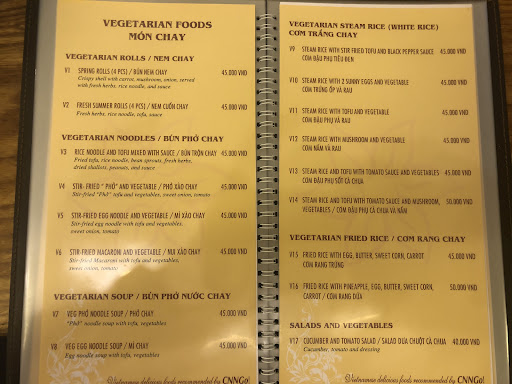 VEGETARIAN FOODS
MÓN CHAY
VEGETARIAN ROLLS / NEM CHAY
V1 SPRING ROLLS (4 PCS) / BÚN NEM CHAY 45.000 VND
Crispy shell with carrot, mushroom, onion, served
with fresh herbs, rice noodle, and sauce
V2 FRESH SUMMER ROLLS (4 PCS) / NEM CUỐN CHAY 45.000 VND
Fresh herbs, rice noodle, tofu, sauce
VEGETARIAN NOODLES / BÚN PHỞ CHAY
V3 RICE NOODLE AND TOFU MIXED WITH SAUCE / BÚN TRỘN CHAY 45.000 VND
Fried tofu, rice noodle, bean sprouts, fresh herbs,
dried shallots, peanuts, and sauce
V4 STIR- FRIED " PHỞ" AND VEGETABLE / PHỞ XÀO CHAY 45.000 VND
Stir-fried "Phở" tofu and vegetables, sweet onion, tomato
V5 STIR-FRIED EGG NOODLE AND VEGETABLE / MÌ XÀO CHAY 45.000 VND
Stir-fried egg noodle with tofu and vegetables,
sweet onion, tomato
V6 STIR-FRIED MACARONI AND VEGETABLE / NUI XÀO CHAY 45.000 VND
Stir-fried Macaroni with tofu and vegetables,
sweet onion, tomato
VEGETARIAN SOUP / BÚN PHỞ NƯỚC CHAY
V7 VEG PHỞ NOODLE SOUP / PHỞ CHAY 45.000 VND
"Phở" noodle soup with tofu, vegetables
V8 VEG EGG NOODLE SOUP / MÌ CHAY 45.000 VND
Egg noodle soup with tofu, vegetables
VEGETARIAN STEAM RICE (WHITE RICE)
CƠM TRẮNG CHAY
V9 STEAM RICE WITH STIR FRIED TOFU AND BLACK PEPPER SAUCE 45.000 VND
CƠM ĐẬU PHỤ TIÊU ĐEN
V10 STEAM RICE WITH 2 SUNNY EGGS AND VEGETABLE 45.000 VND
CƠM TRỨNG ỐP VÀ RAU
V11 STEAM RICE WITH TOFU AND VEGETABLE 45.000 VND
CƠM ĐẬU PHỤ VÀ RAU
V12 STEAM RICE WITH MUSHROOM AND VEGETABLE 45.000 VND
CƠM NẤM VÀ RAU
V13 STEAM RICE AND TOFU WITH TOMATO SAUCE AND VEGETABLES 45.000 VND
CƠM ĐẬU PHỤ SỐT CÀ CHUA
V14 STEAM RICE AND TOFU WITH TOMATO SAUCE AND MUSHROOM, 50.000 VND
VEGETABLES / CƠM ĐẬU PHỤ CÀ CHUA VÀ NẤM
VEGETARIAN FRIED RICE / CƠM RANG CHAY
V15 FRIED RICE WITH EGG, BUTTER, SWEET CORN, CARROT 45.000 VND
CƠM RANG TRỨNG
V16 FRIED RICE WITH PINEAPPLE, EGG, BUTTER, SWEET CORN, 50.000 VND
CARROT / CƠM RANG DỨA
SALADS AND VEGETABLES
V17 CUCUMBER AND TOMATO SALAD / SALAD DƯA CHUỘT CÀ CHUA 40.000 VND
Cucumber, tomato and dressing
Vietnamese delicious foods recommended by CNNGo!
Vietnamese delicious foods recommended by CNNGo!